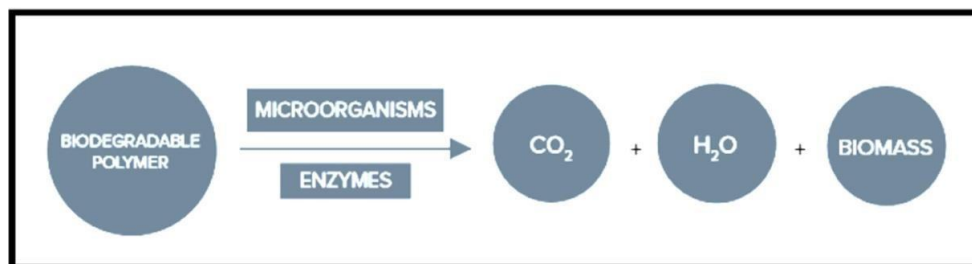 BIODEGRADABLE
POLYMER
MICROORGANISMS
ENZYMES
CO₂
+
H₂O
+
BIOMASS